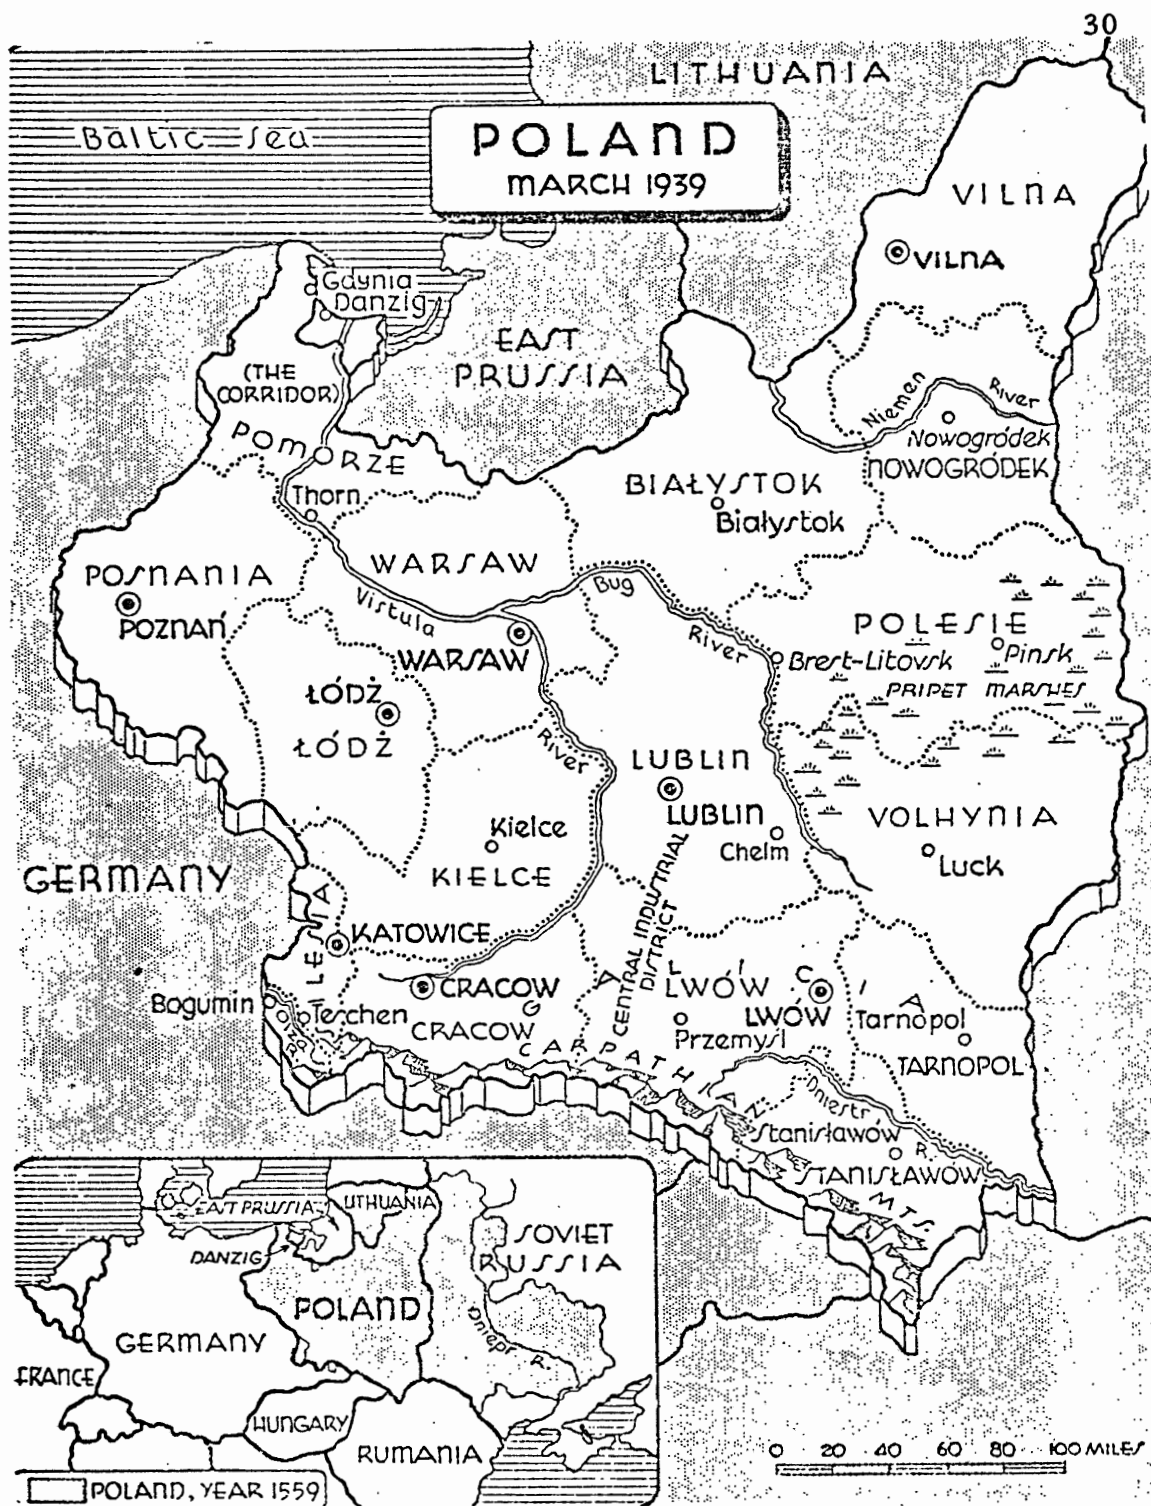 30
LITHUANIA
Baltic Sea
POLAND
MARCH 1939
VILNA
VILNA
Gdynia
Danzig
EAST
PRUSSIA
(THE
CORRIDOR)
Niemen
River
POMORZE
Nowogródek
NOWOGRÓDEK
Thorn
BIAŁYSTOK
Białystok
WARSAW
POSNANIA
Bug
Vistula
POZNAŃ
POLESIE
River
WARSAW
Brest-Litovsk
Pinsk
PRIPET MARSHES
ŁÓDŹ
ŁÓDŹ
River
LUBLIN
LUBLIN
VOLHYNIA
Kielce
Chelm
Luck
GERMANY
KIELCE
CENTRAL INDUSTRIAL
DISTRICT
SILESIA
KATOWICE
GALICIA
CRACOW
LWÓW
LWÓW
Bogumin
Teschen
CRACOW
Przemyśl
Tarnopol
TARNOPOL
CARPATHIAN
MTS
Dniestr
R.
Stanisławów
STANISŁAWÓW
EAST PRUSSIA
LITHUANIA
DANZIG
SOVIET
RUSSIA
POLAND
GERMANY
Dniepr R.
FRANCE
HUNGARY
RUMANIA
POLAND, YEAR 1559
0 20 40 60 80 100 MILES